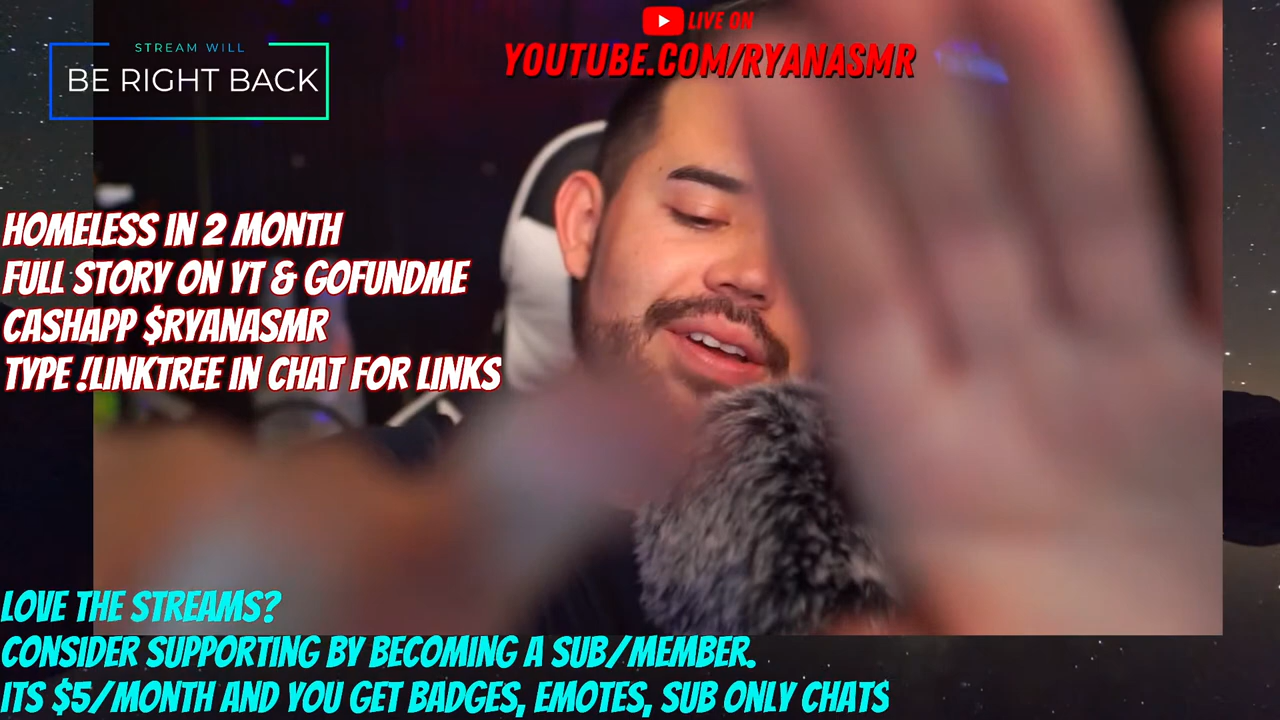 LIVE ON
YOUTUBE.COM/RYANASMR
STREAM WILL
BE RIGHT BACK
HOMELESS IN 2 MONTH
FULL STORY ON YT & GOFUNDME
CASHAPP $RYANASMR
TYPE !LINKTREE IN CHAT FOR LINKS
LOVE THE STREAMS?
CONSIDER SUPPORTING BY BECOMING A SUB/MEMBER.
ITS $5/MONTH AND YOU GET BADGES, EMOTES, SUB ONLY CHATS